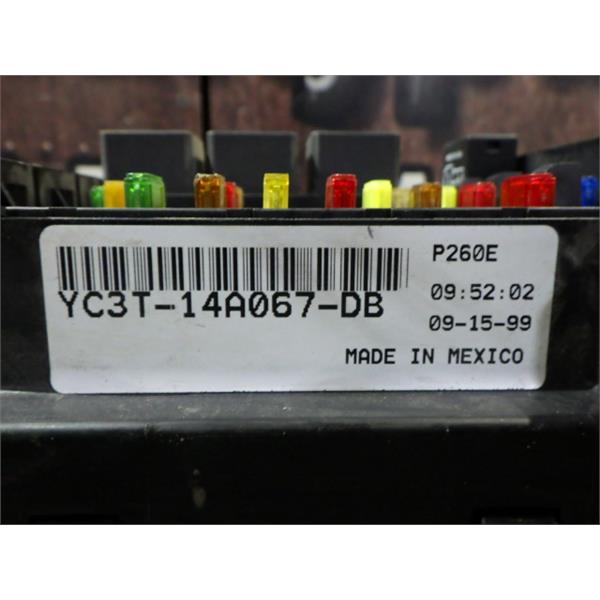 P260E
YC3T-14A067-DB
09:52:02
09-15-99
MADE IN MEXICO